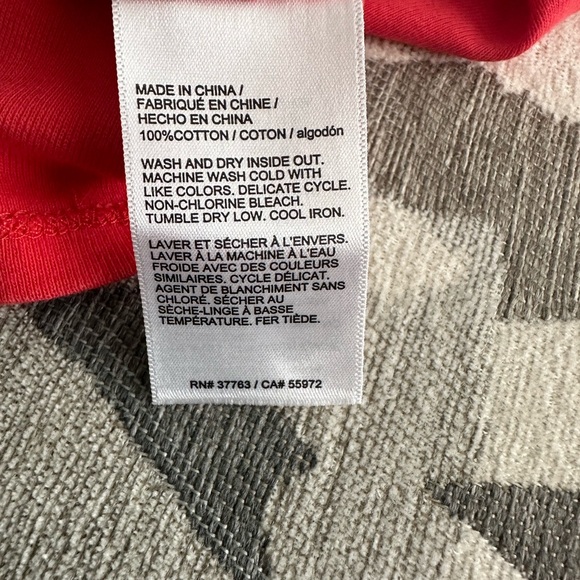 MADE IN CHINA /
FABRIQUÉ EN CHINE /
HECHO EN CHINA
100%COTTON / COTON / algodón
WASH AND DRY INSIDE OUT.
MACHINE WASH COLD WITH
LIKE COLORS. DELICATE CYCLE.
NON-CHLORINE BLEACH.
TUMBLE DRY LOW. COOL IRON.
LAVER ET SÉCHER À L'ENVERS.
LAVER À LA MACHINE À L'EAU
FROIDE AVEC DES COULEURS
SIMILAIRES. CYCLE DÉLICAT.
AGENT DE BLANCHIMENT SANS
CHLORÉ. SÉCHER AU
SÈCHE-LINGE À BASSE
TEMPÉRATURE. FER TIÈDE.
RN# 37763 / CA# 55972